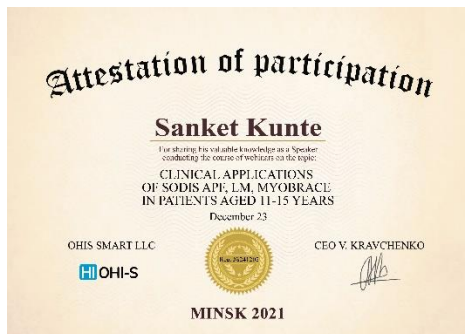 Attestation of participation
Sanket Kunte
For sharing his valuable knowledge as a Speaker
conducting the course of webinars on the topic:
CLINICAL APPLICATIONS
OF SODIS APF, LM, MYOBRACE
IN PATIENTS AGED 11-15 YEARS
December 23
OHIS SMART LLC
CEO V. KRAVCHENKO
HI OHI-S
MINSK 2021